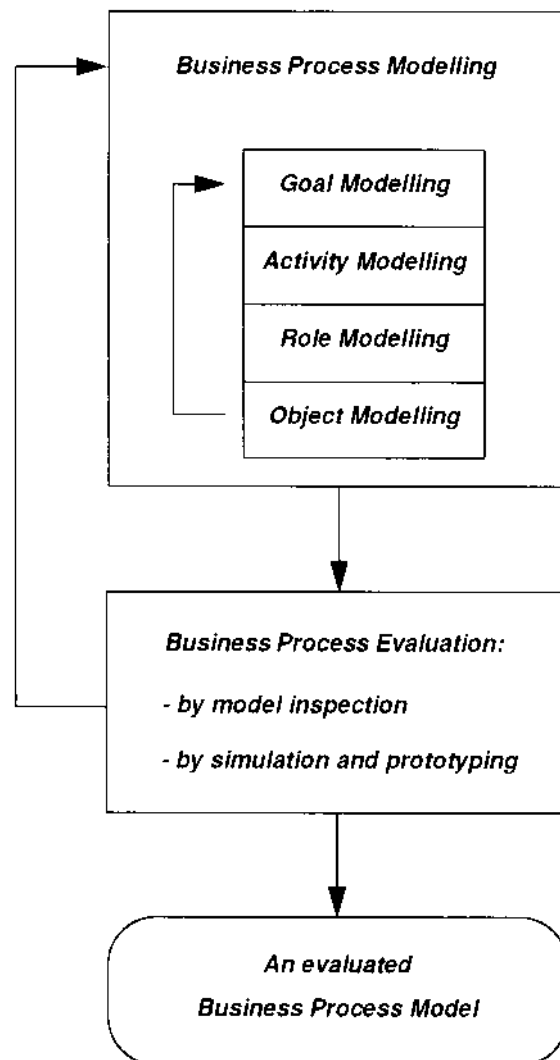 Business Process Modelling
Goal Modelling
Activity Modelling
Role Modelling
Object Modelling
Business Process Evaluation:
- by model inspection
- by simulation and prototyping
An evaluated
Business Process Model